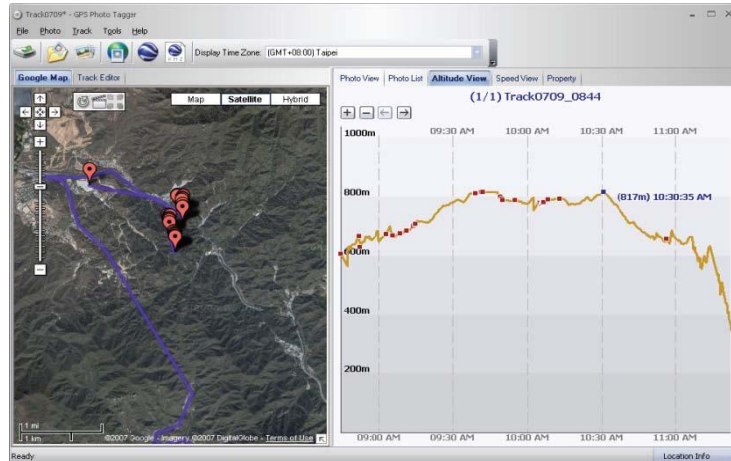 Track0709* - GPS Photo Tagger
File Photo Track Tools Help
Display Time Zone: (GMT+08:00) Taipei
Google Map Track Editor
Photo View Photo List Altitude View Speed View Property
Map Satellite Hybrid
(1/1) Track0709_0844
1000m
09:30 AM 10:00 AM 10:30 AM 11:00 AM
800m
(817m) 10:30:35 AM
600m
400m
200m
1 mi
1 km
©2007 Google - Imagery ©2007 DigitalGlobe - Terms of Use
09:00 AM 09:30 AM 10:00 AM 10:30 AM 11:00 AM
Ready
Location Info